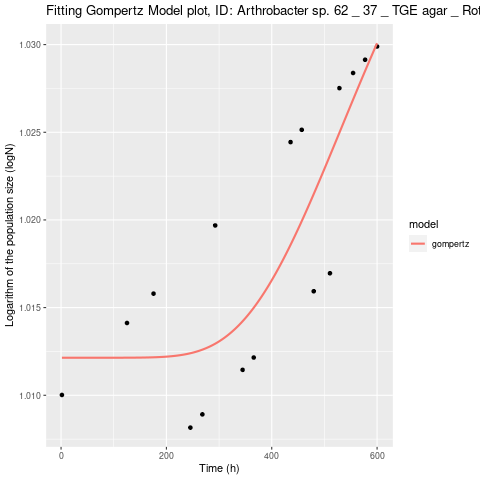 Fitting Gompertz Model plot, ID: Arthrobacter sp. 62 _ 37 _ TGE agar _ Rot
Logarithm of the population size (logN)
1.030
1.025
1.020
1.015
1.010
0
200
400
600
Time (h)
model
gompertz